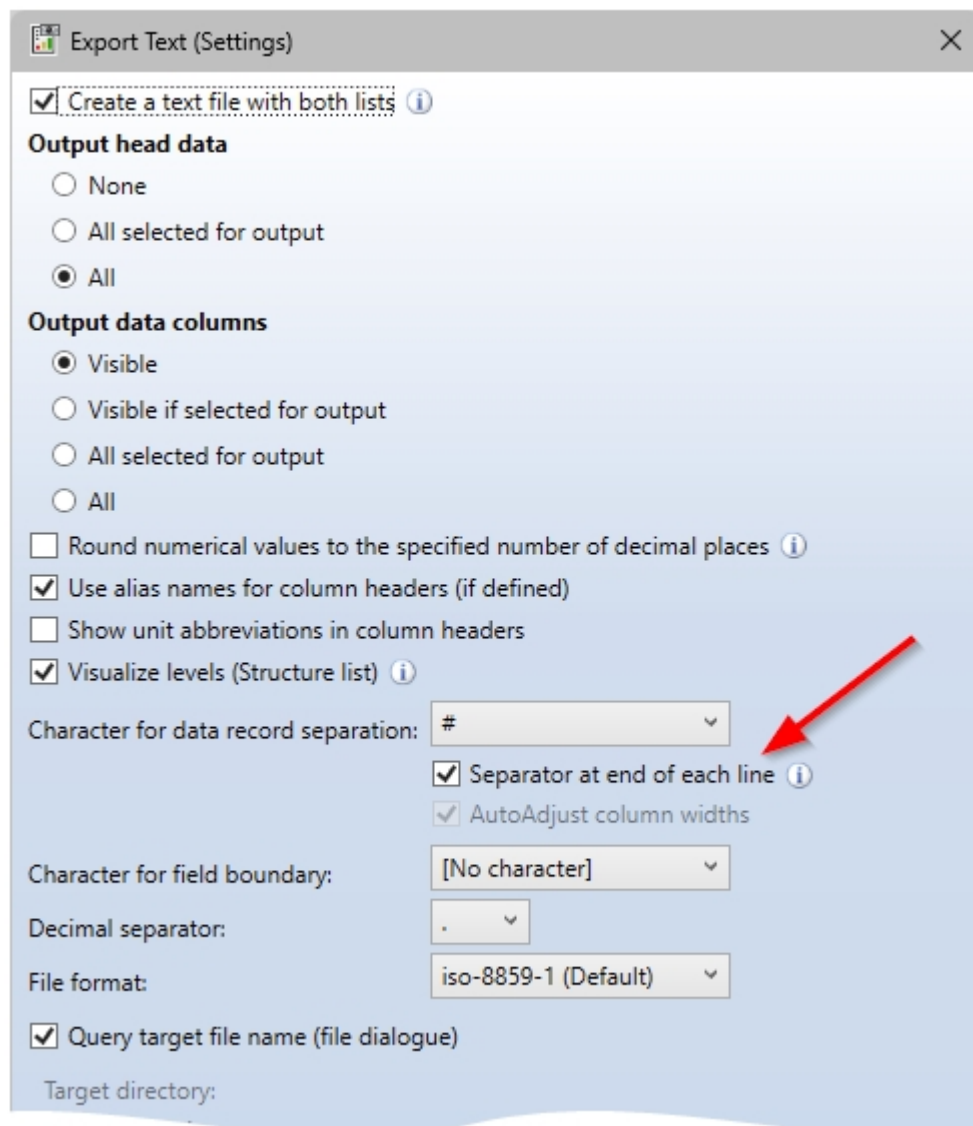 Export Text (Settings)
Create a text file with both lists
Output head data
None
All selected for output
All
Output data columns
Visible
Visible if selected for output
All selected for output
All
Round numerical values to the specified number of decimal places
Use alias names for column headers (if defined)
Show unit abbreviations in column headers
Visualize levels (Structure list)
Character for data record separation: #
Separator at end of each line
AutoAdjust column widths
Character for field boundary: [No character]
Decimal separator: .
File format: iso-8859-1 (Default)
Query target file name (file dialogue)
Target directory: